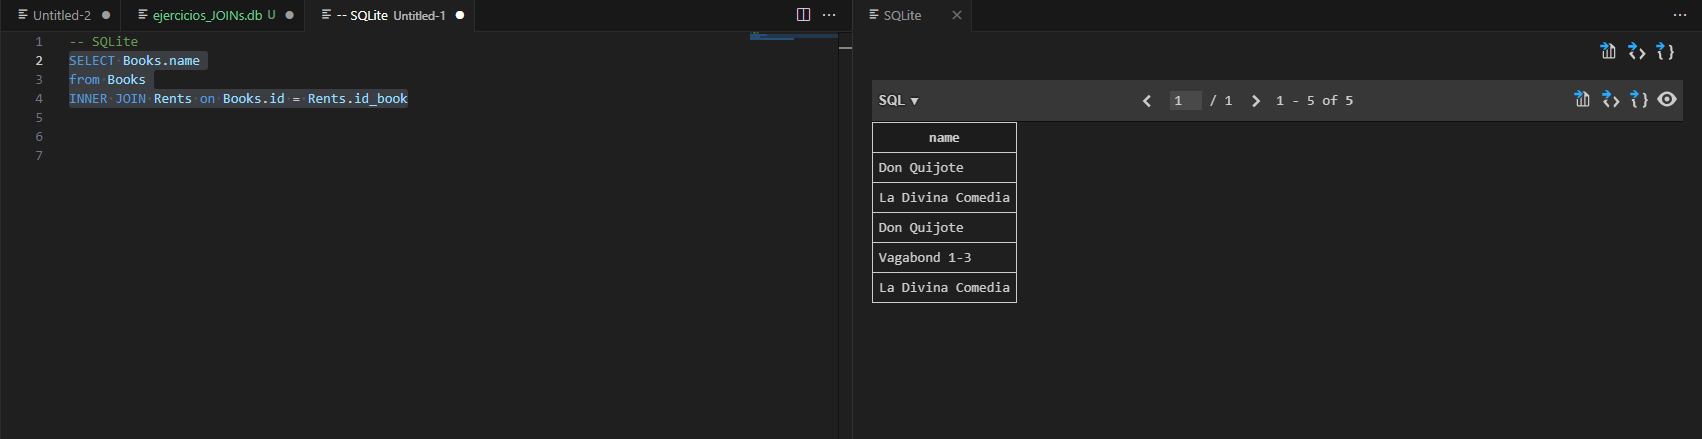 Untitled-2 ejercicios_JOINs.db U -- SQLite Untitled-1
SQLite
1 -- SQLite
2 SELECT Books.name
3 from Books
4 INNER JOIN Rents on Books.id = Rents.id_book
5
6
7
SQL 1 / 1 1 - 5 of 5
name
Don Quijote
La Divina Comedia
Don Quijote
Vagabond 1-3
La Divina Comedia